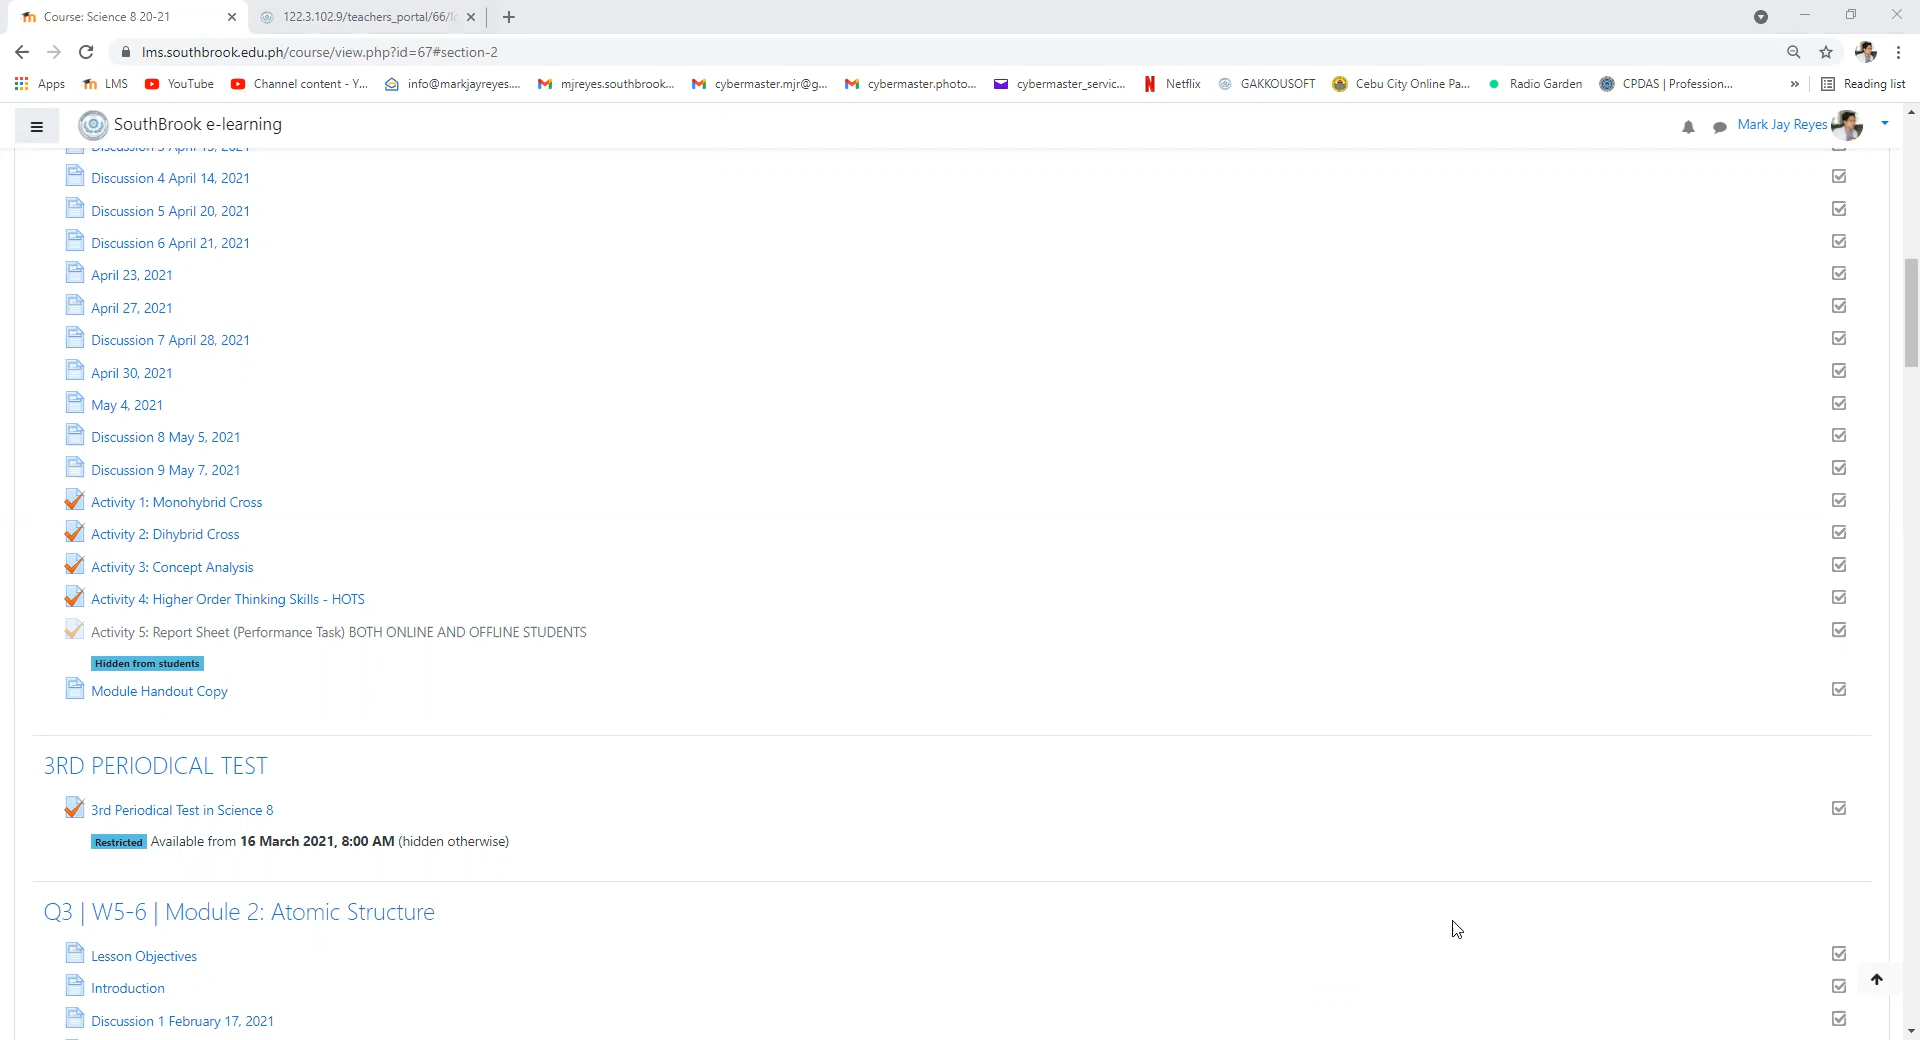 Course: Science 8 20-21
122.3.102.9/teachers_portal/66/
lms.southbrook.edu.ph/course/view.php?id=67#section-2
Apps LMS YouTube Channel content - Y... info@markjayreyes.... mjreyes.southbrook... cybermaster.mjr@g... cybermaster.photo... cybermaster_servic... Netflix GAKKOUSOFT Cebu City Online Pa... Radio Garden CPDAS | Profession... » Reading list
SouthBrook e-learning Mark Jay Reyes
Discussion 4 April 14, 2021
Discussion 5 April 20, 2021
Discussion 6 April 21, 2021
April 23, 2021
April 27, 2021
Discussion 7 April 28, 2021
April 30, 2021
May 4, 2021
Discussion 8 May 5, 2021
Discussion 9 May 7, 2021
Activity 1: Monohybrid Cross
Activity 2: Dihybrid Cross
Activity 3: Concept Analysis
Activity 4: Higher Order Thinking Skills - HOTS
Activity 5: Report Sheet (Performance Task) BOTH ONLINE AND OFFLINE STUDENTS
Hidden from students
Module Handout Copy
3RD PERIODICAL TEST
3rd Periodical Test in Science 8
Restricted Available from 16 March 2021, 8:00 AM (hidden otherwise)
Q3 | W5-6 | Module 2: Atomic Structure
Lesson Objectives
Introduction
Discussion 1 February 17, 2021